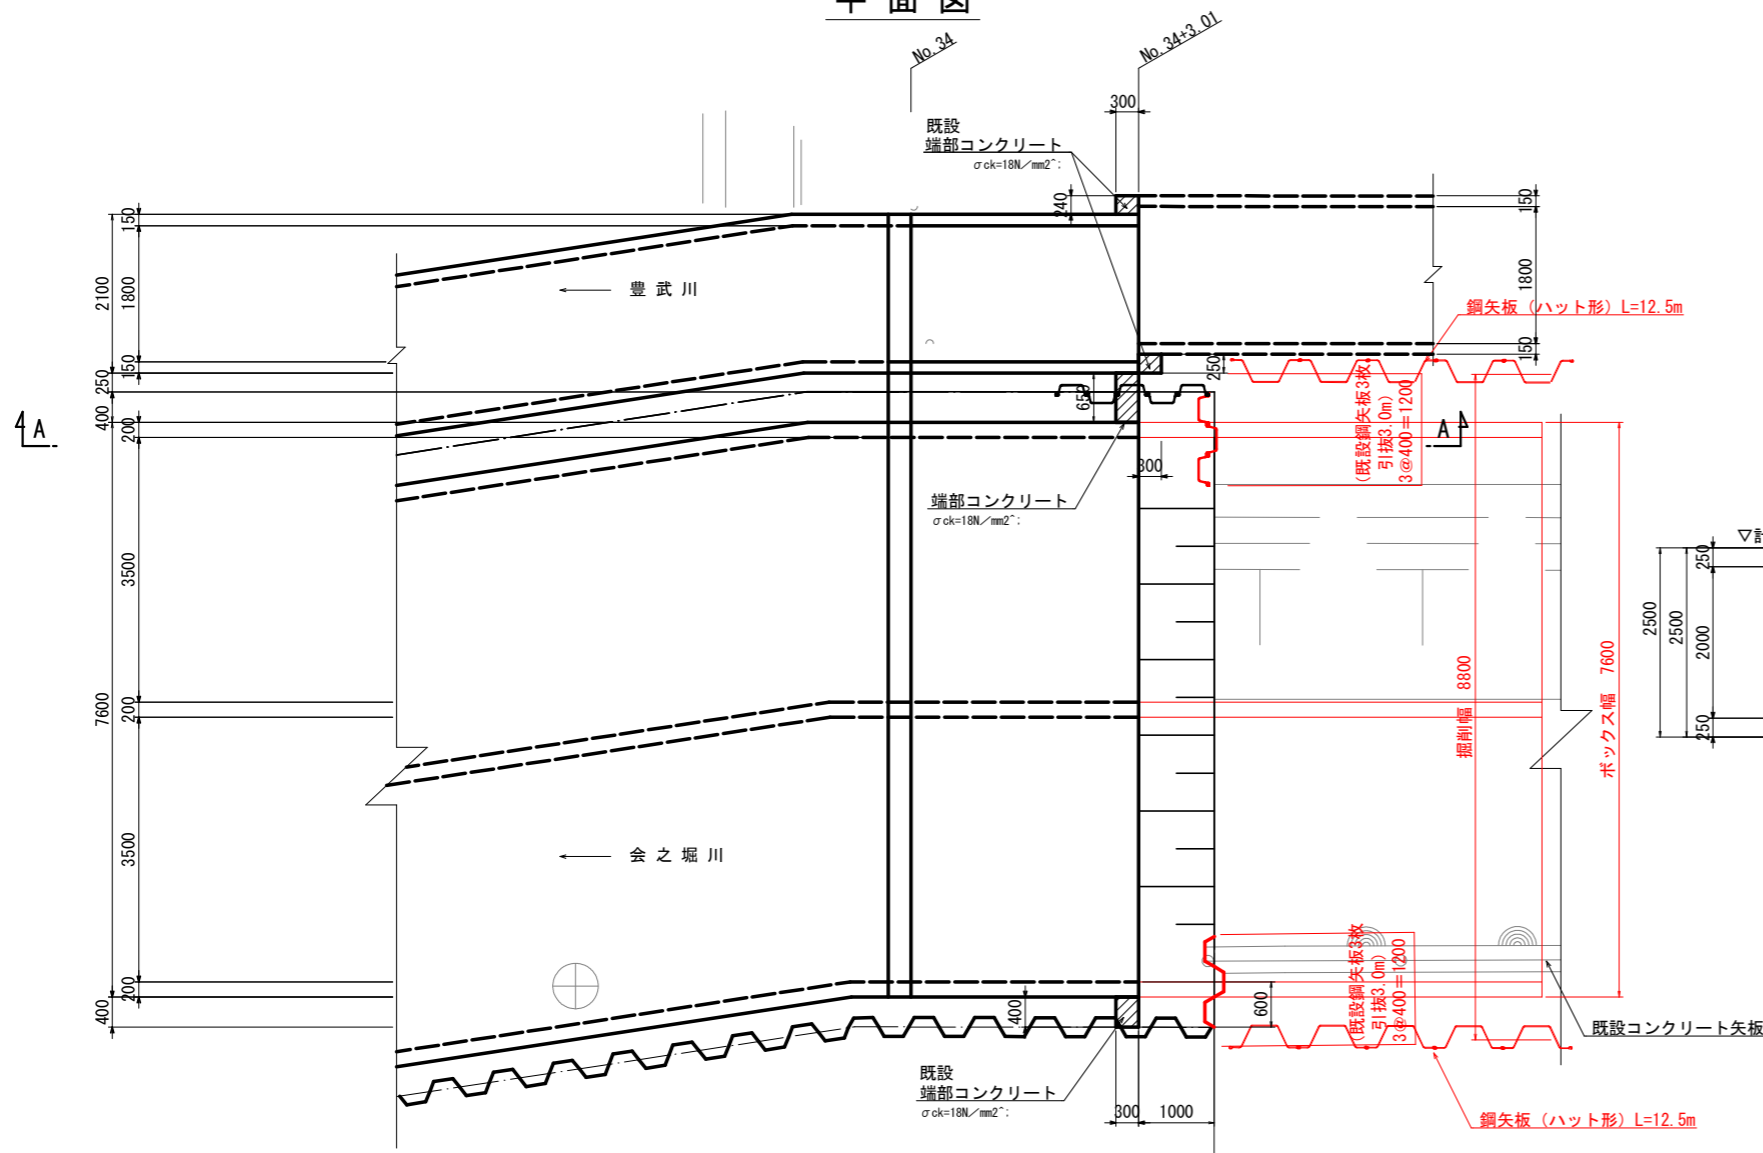 平面図
No.34
No.34+3.01
300
既設
端部コンクリート
σck=18N/mm2^:
240
150
1800
150
150
1800
150
2100
250
400
200
3500
200
3500
200
7600
400
豊武川
会之堀川
650
250
300
A
A
端部コンクリート
σck=18N/mm2^:
鋼矢板（ハット形）L=12.5m
(既設鋼矢板3枚
引抜3.0m)
3@400=1200
掘削幅 8800
ボックス幅 7600
2500
2500
250
2000
250
(既設鋼矢板3枚
引抜3.0m)
3@400=1200
400
600
既設コンクリート矢板
既設
端部コンクリート
σck=18N/mm2^:
300
1000
鋼矢板（ハット形）L=12.5m